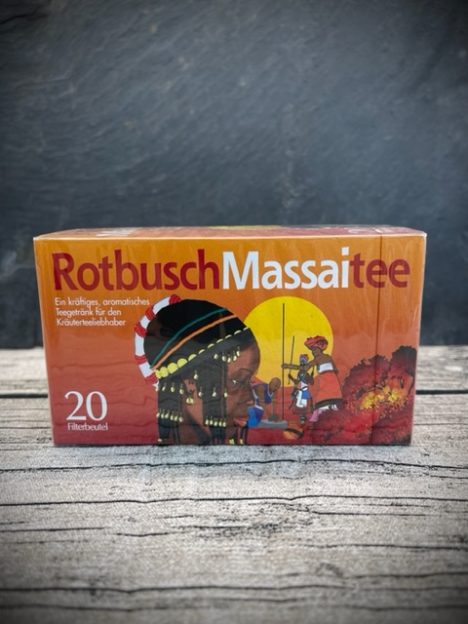 RotbuschMassaitee
Ein kräftiges, aromatisches
Teegetränk für den
Kräuterteeliebhaber
20
Filterbeutel